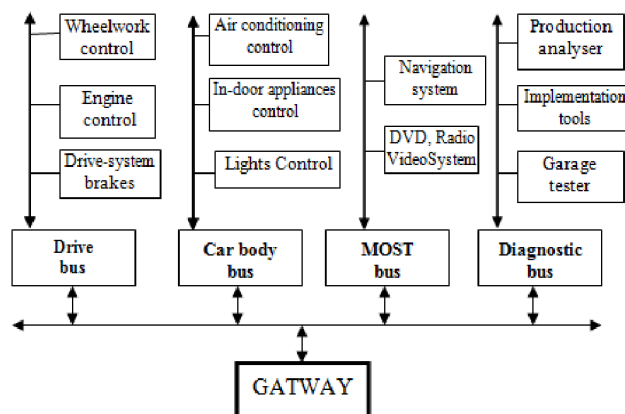 Wheelwork
control
Engine
control
Drive-system
brakes
Drive
bus
Air conditioning
control
In-door appliances
control
Lights Control
Car body
bus
Navigation
system
DVD, Radio
VideoSystem
MOST
bus
Production
analyser
Implementation
tools
Garage
tester
Diagnostic
bus
GATWAY